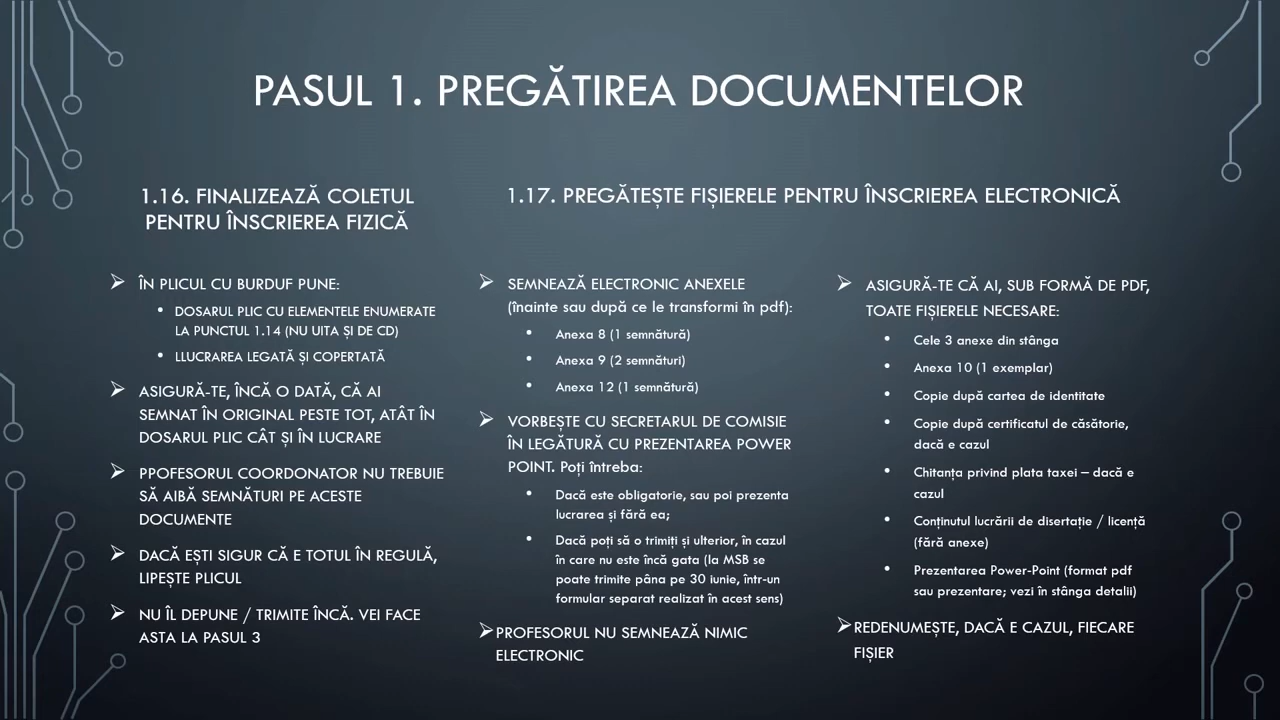 PASUL 1. PREGĂTIREA DOCUMENTELOR
1.16. FINALIZEAZĂ COLETUL
PENTRU ÎNSCRIEREA FIZICĂ
➢ ÎN PLICUL CU BURDUF PUNE:
• DOSARUL PLIC CU ELEMENTELE ENUMERATE
LA PUNCTUL 1.14 (NU UITA ȘI DE CD)
• LLUCRAREA LEGATĂ ȘI COPERTATĂ
➢ ASIGURĂ-TE, ÎNCĂ O DATĂ, CĂ AI
SEMNAT ÎN ORIGINAL PESTE TOT, ATÂT ÎN
DOSARUL PLIC CÂT ȘI ÎN LUCRARE
➢ PPOFESORUL COORDONATOR NU TREBUIE
SĂ AIBĂ SEMNĂTURI PE ACESTE
DOCUMENTE
➢ DACĂ EȘTI SIGUR CĂ E TOTUL ÎN REGULĂ,
LIPEȘTE PLICUL
➢ NU ÎL DEPUNE / TRIMITE ÎNCĂ. VEI FACE
ASTA LA PASUL 3
1.17. PREGĂTEȘTE FIȘIERELE PENTRU ÎNSCRIEREA ELECTRONICĂ
➢ SEMNEAZĂ ELECTRONIC ANEXELE
(înainte sau după ce le transformi în pdf):
• Anexa 8 (1 semnătură)
• Anexa 9 (2 semnături)
• Anexa 12 (1 semnătură)
➢ VORBEȘTE CU SECRETARUL DE COMISIE
ÎN LEGĂTURĂ CU PREZENTAREA POWER
POINT. Poți întreba:
• Dacă este obligatorie, sau poi prezenta
lucrarea și fără ea;
• Dacă poți să o trimiți și ulterior, în cazul
în care nu este încă gata (la MSB se
poate trimite pâna pe 30 iunie, într-un
formular separat realizat în acest sens)
➢PROFESORUL NU SEMNEAZĂ NIMIC
ELECTRONIC
➢ ASIGURĂ-TE CĂ AI, SUB FORMĂ DE PDF,
TOATE FIȘIERELE NECESARE:
• Cele 3 anexe din stânga
• Anexa 10 (1 exemplar)
• Copie după cartea de identitate
• Copie după certificatul de căsătorie,
dacă e cazul
• Chitanța privind plata taxei – dacă e
cazul
• Conținutul lucrării de disertație / licență
(fără anexe)
• Prezentarea Power-Point (format pdf
sau prezentare; vezi în stânga detalii)
➢REDENUMEȘTE, DACĂ E CAZUL, FIECARE
FIȘIER